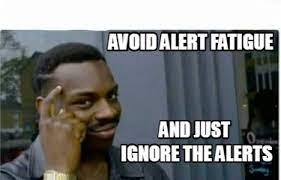 AVOID ALERT FATIGUE
AND JUST
IGNORE THE ALERTS